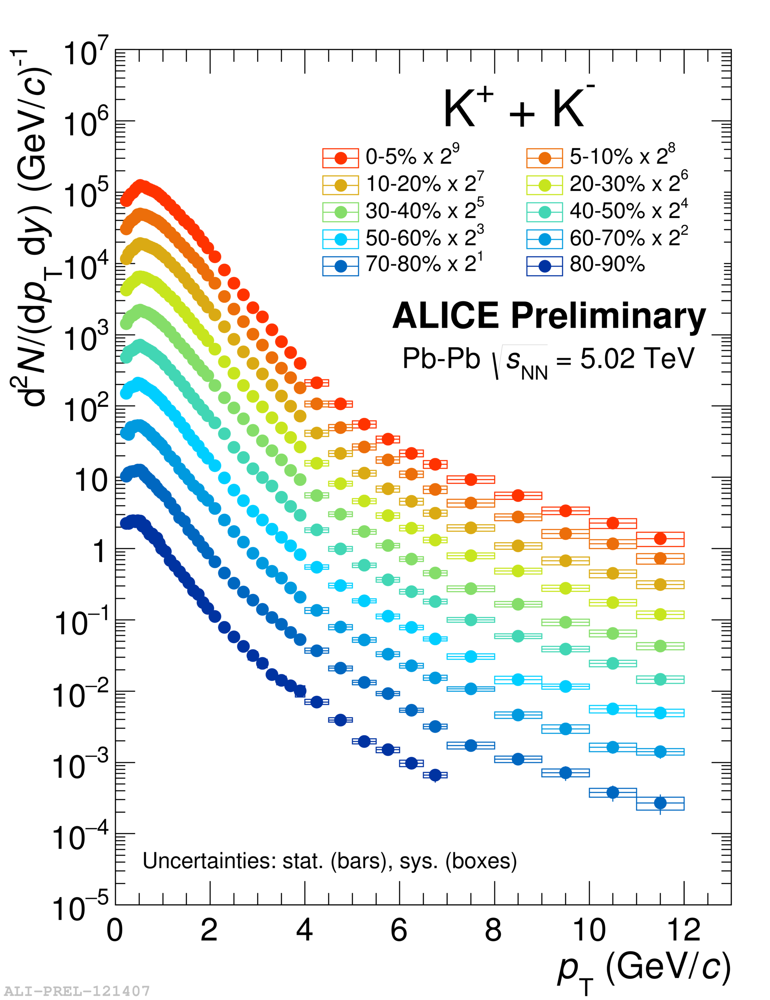 d²N/(dp_T dy) (GeV/c)⁻¹
10⁷
10⁶
10⁵
10⁴
10³
10²
10
1
10⁻¹
10⁻²
10⁻³
10⁻⁴
10⁻⁵
K⁺ + K⁻
0-5% x 2⁹
5-10% x 2⁸
10-20% x 2⁷
20-30% x 2⁶
30-40% x 2⁵
40-50% x 2⁴
50-60% x 2³
60-70% x 2²
70-80% x 2¹
80-90%
ALICE Preliminary
Pb-Pb √s_NN = 5.02 TeV
Uncertainties: stat. (bars), sys. (boxes)
0 2 4 6 8 10 12
p_T (GeV/c)
ALI-PREL-121407